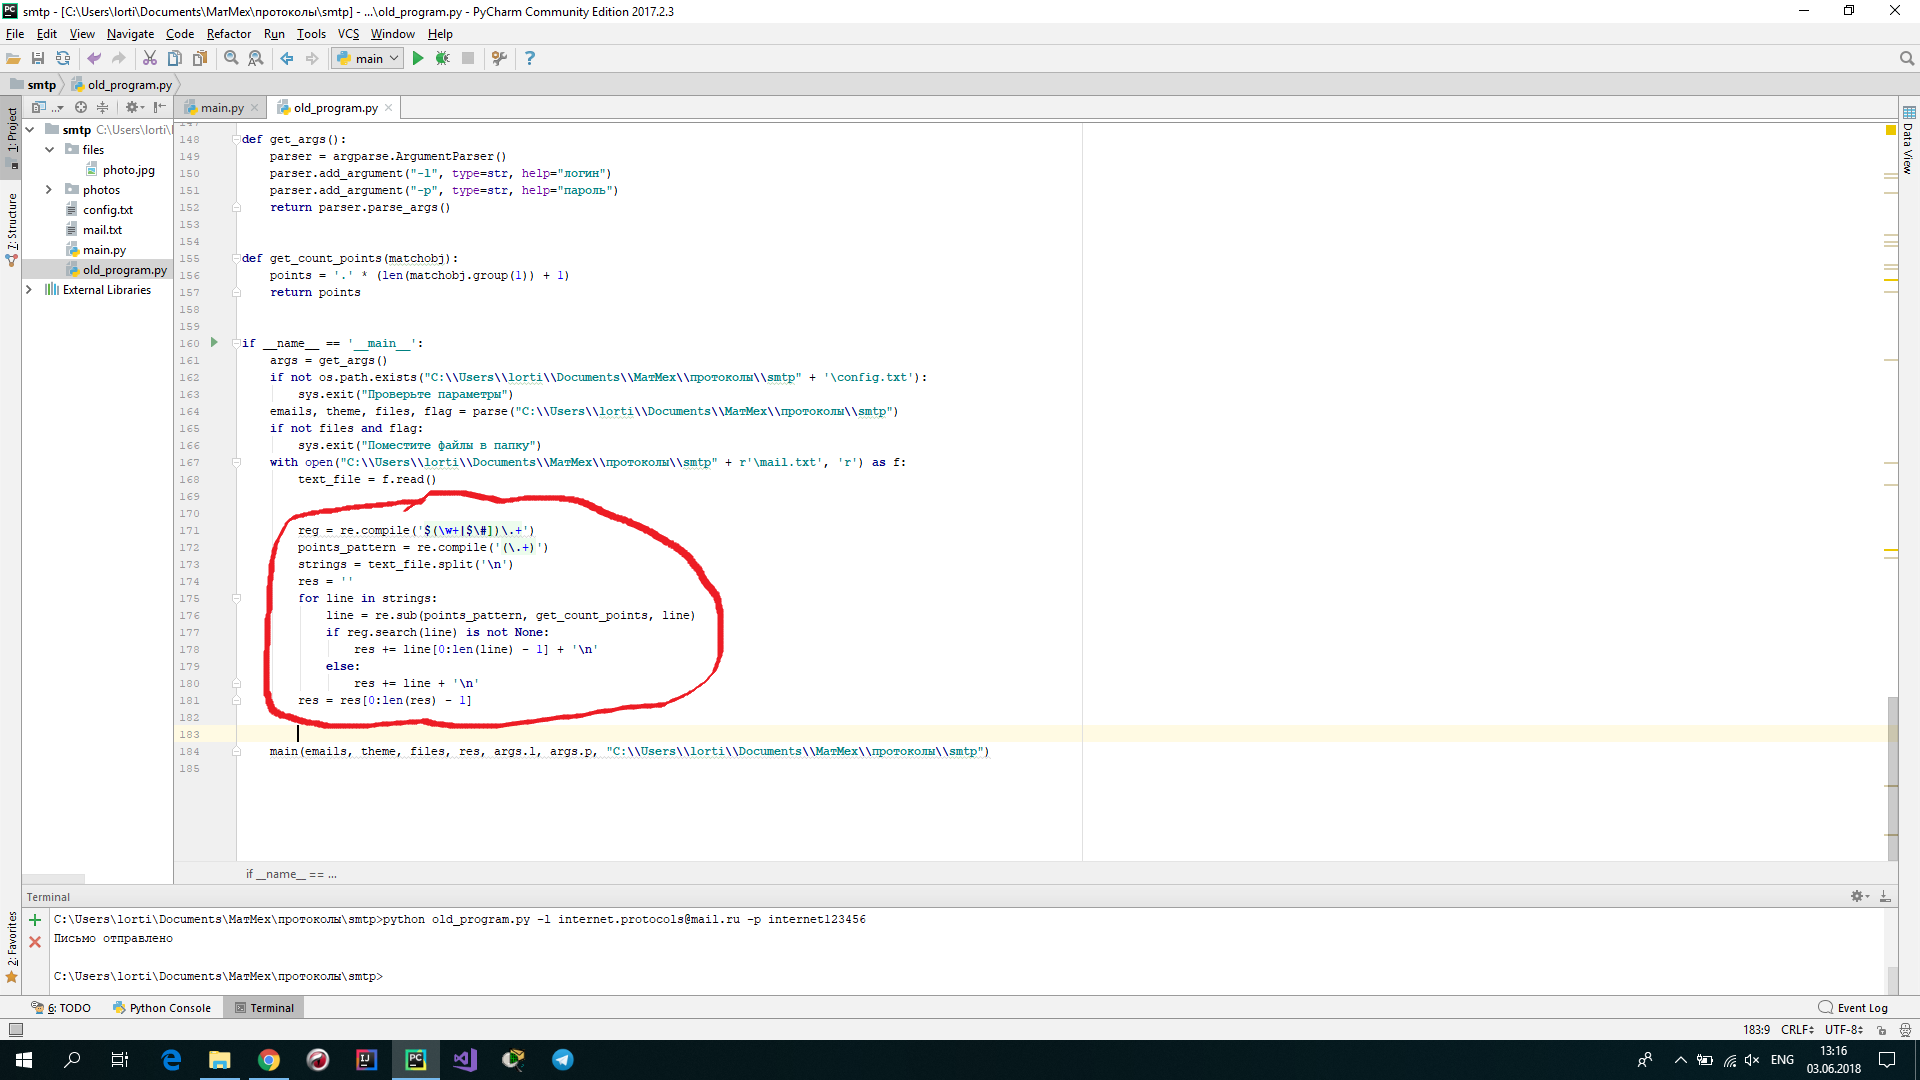 smtp - [C:\Users\lorti\Documents\МатМех\протоколы\smtp] - ...\old_program.py - PyCharm Community Edition 2017.2.3
File Edit View Navigate Code Refactor Run Tools VCS Window Help
main
smtp old_program.py
main.py old_program.py
1: Project
7: Structure
2: Favorites
Data View
smtp C:\Users\lorti\
files
photo.jpg
photos
config.txt
mail.txt
main.py
old_program.py
External Libraries
148 def get_args():
149 parser = argparse.ArgumentParser()
150 parser.add_argument("-l", type=str, help="логин")
151 parser.add_argument("-p", type=str, help="пароль")
152 return parser.parse_args()
153
154
155 def get_count_points(matchobj):
156 points = '.' * (len(matchobj.group(1)) + 1)
157 return points
158
159
160 if __name__ == '__main__':
161 args = get_args()
162 if not os.path.exists("C:\\Users\\lorti\\Documents\\МатМех\\протоколы\\smtp" + '\config.txt'):
163 sys.exit("Проверьте параметры")
164 emails, theme, files, flag = parse("C:\\Users\\lorti\\Documents\\МатМех\\протоколы\\smtp")
165 if not files and flag:
166 sys.exit("Поместите файлы в папку")
167 with open("C:\\Users\\lorti\\Documents\\МатМех\\протоколы\\smtp" + r'\mail.txt', 'r') as f:
168 text_file = f.read()
169
170
171 reg = re.compile('$(\w+|$\#])\.+')
172 points_pattern = re.compile('(\.+)')
173 strings = text_file.split('\n')
174 res = ''
175 for line in strings:
176 line = re.sub(points_pattern, get_count_points, line)
177 if reg.search(line) is not None:
178 res += line[0:len(line) - 1] + '\n'
179 else:
180 res += line + '\n'
181 res = res[0:len(res) - 1]
182
183
184 main(emails, theme, files, res, args.l, args.p, "C:\\Users\\lorti\\Documents\\МатМех\\протоколы\\smtp")
185
if __name__ == ...
Terminal
C:\Users\lorti\Documents\МатМех\протоколы\smtp>python old_program.py -l internet.protocols@mail.ru -p internet123456
Письмо отправлено
C:\Users\lorti\Documents\МатМех\протоколы\smtp>
6: TODO Python Console Terminal Event Log
183:9 CRLF UTF-8
ENG 13:16
03.06.2018